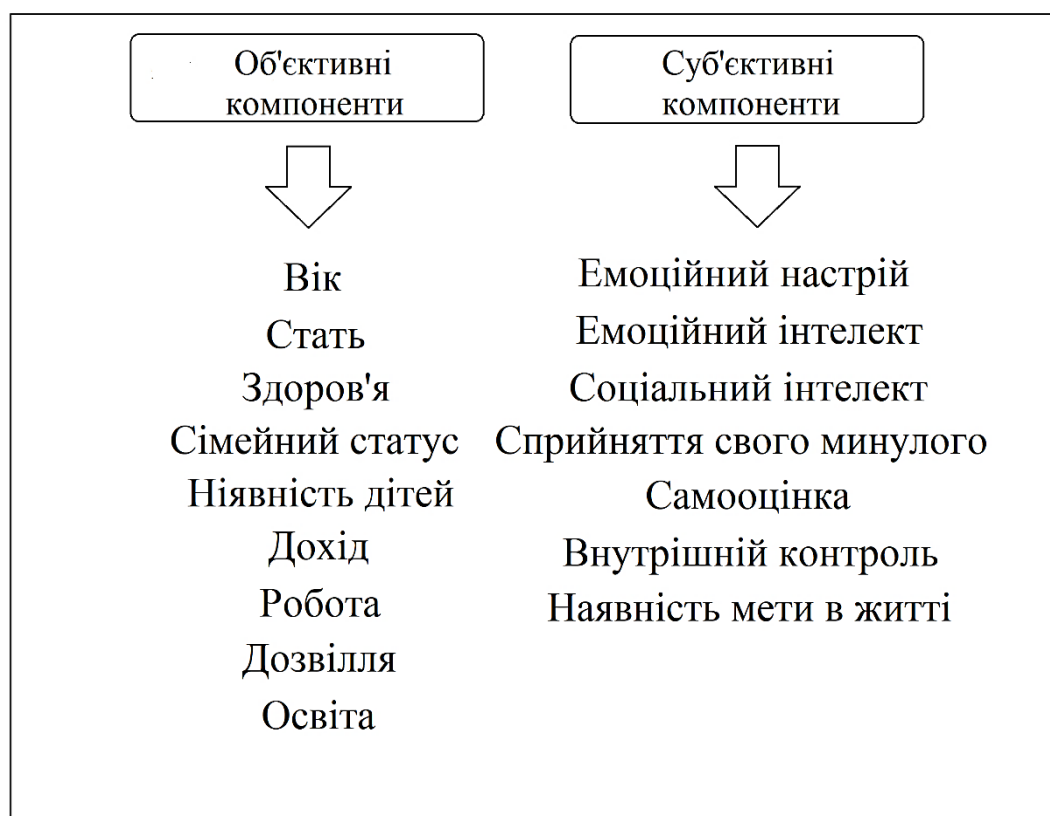 Об'єктивні
компоненти
Вік
Стать
Здоров'я
Сімейний статус
Ніявність дітей
Дохід
Робота
Дозвілля
Освіта
Суб'єктивні
компоненти
Емоційний настрій
Емоційний інтелект
Соціальний інтелект
Сприйняття свого минулого
Самооцінка
Внутрішній контроль
Наявність мети в житті